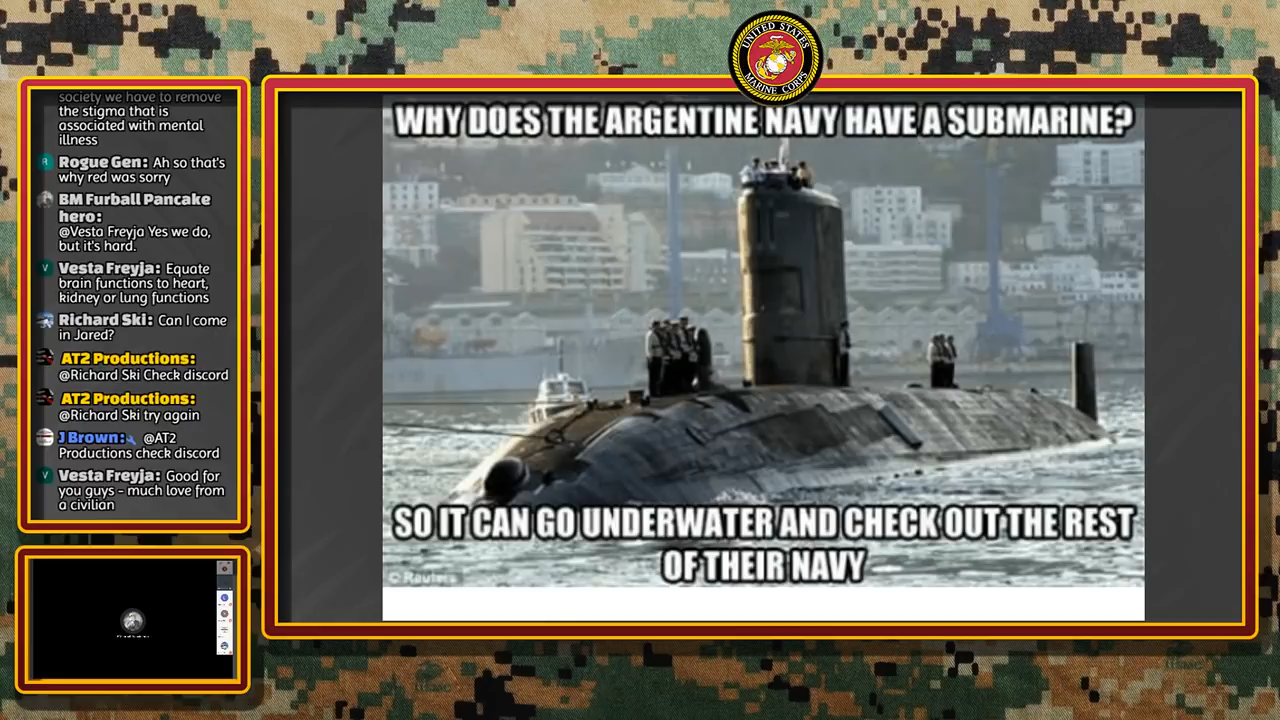 UNITED STATES
MARINE CORPS
society we have to remove
the stigma that is
associated with mental
illness
R
Rogue Gen: Ah so that's
why red was sorry
BM Furball Pancake
hero:
@Vesta Freyja Yes we do,
but it's hard.
V
Vesta Freyja: Equate
brain functions to heart,
kidney or lung functions
Richard Ski: Can I come
in Jared?
AT2 Productions:
@Richard Ski Check discord
AT2 Productions:
@Richard Ski try again
J Brown: @AT2
Productions check discord
V
Vesta Freyja: Good for
you guys - much love from
a civilian
WHY DOES THE ARGENTINE NAVY HAVE A SUBMARINE?
SO IT CAN GO UNDERWATER AND CHECK OUT THE REST
OF THEIR NAVY
© Reuters